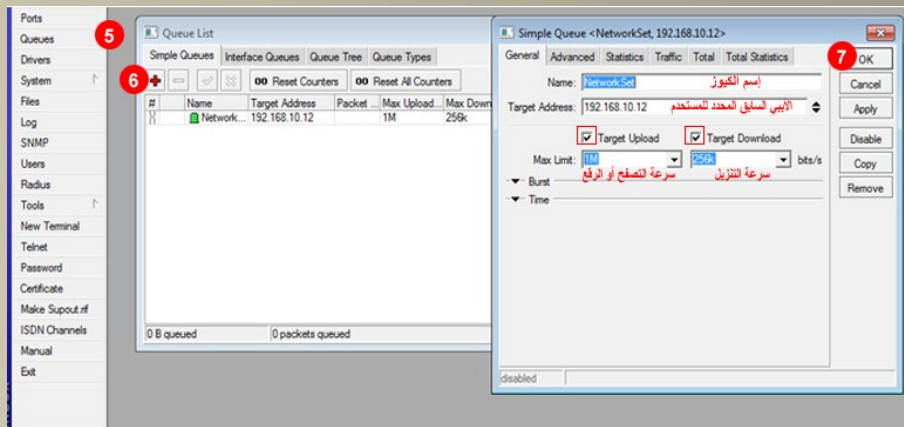 Ports
Queues
Drivers
System
Files
Log
SNMP
Users
Radius
Tools
New Terminal
Telnet
Password
Certificate
Make Supout.rif
ISDN Channels
Manual
Exit
5
Queue List
Simple Queues Interface Queues Queue Tree Queue Types
6
00 Reset Counters 00 Reset All Counters
# Name Target Address Packet ... Max Upload... Max Down
Network... 192.168.10.12 1M 256k
0 B queued 0 packets queued
Simple Queue <NetworkSet, 192.168.10.12>
General Advanced Statistics Traffic Total Total Statistics
7
OK
Cancel
Apply
Disable
Copy
Remove
Name: NetworkSet إسم الكيوز
Target Address: 192.168.10.12 الأيبي السابق المحدد للمستخدم
Target Upload Target Download
Max Limit: 1M 256k bits/s
سرعة التصفح أو الرفع سرعة التنزيل
Burst
Time
disabled